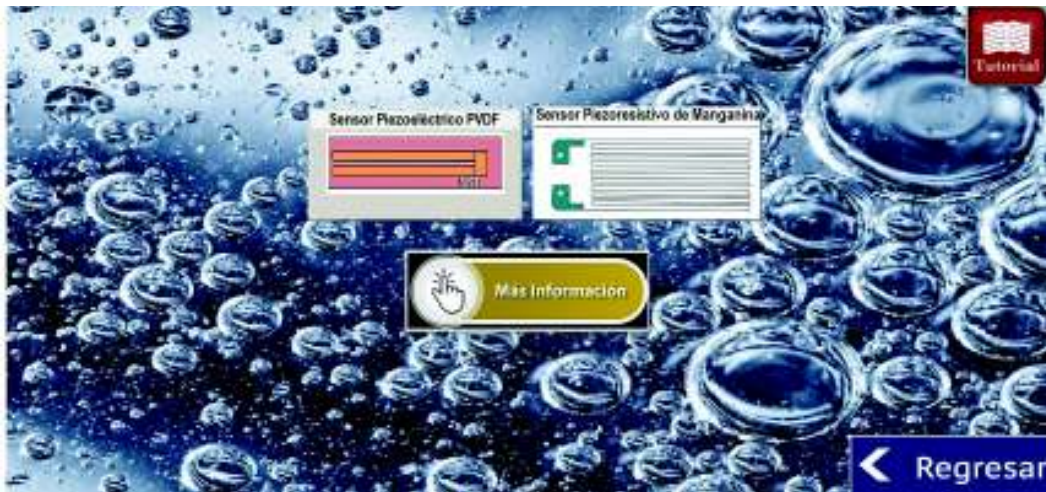 Tutorial
Sensor Piezoeléctrico PVDF
Sensor Piezoresistivo de Manganina
Más Información
Regresar